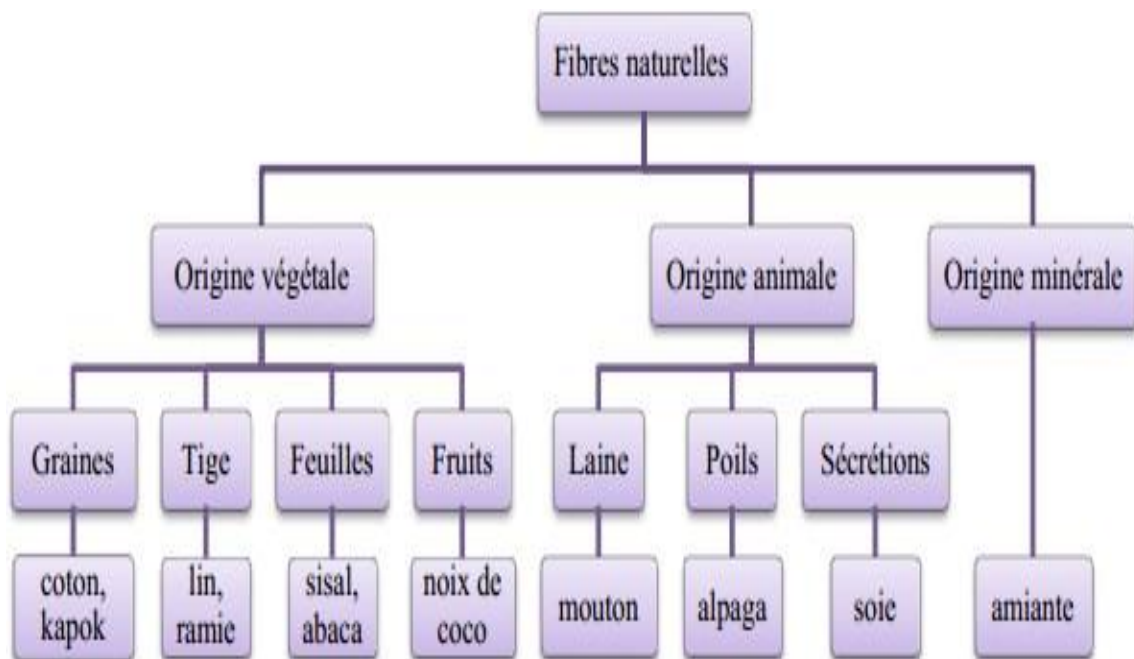 Fibres naturelles
Origine végétale
Origine animale
Origine minérale
Graines
Tige
Feuilles
Fruits
Laine
Poils
Sécrétions
coton,
kapok
lin,
ramie
sisal,
abaca
noix de
coco
mouton
alpaga
soie
amiante